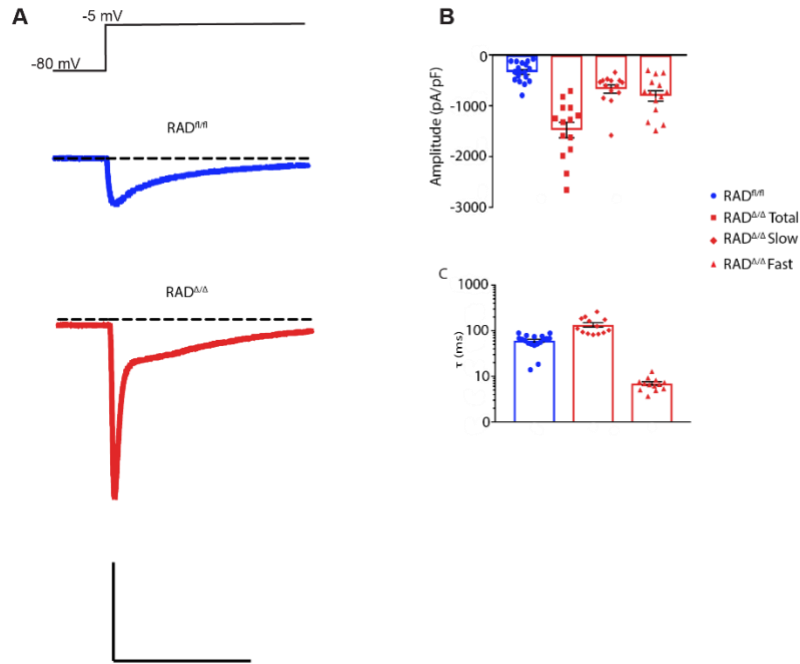 A
-5 mV
-80 mV
RADfl/fl
RADΔ/Δ
B
0
-1000
-2000
-3000
Amplitude (pA/pF)
RADfl/fl
RADΔ/Δ Total
RADΔ/Δ Slow
RADΔ/Δ Fast
C
1000
100
10
0
τ (ms)